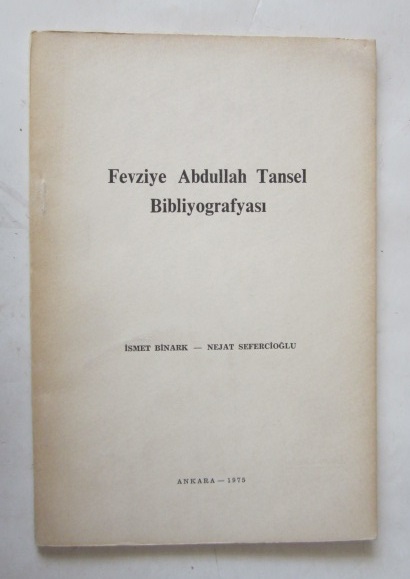 Fevziye Abdullah Tansel
Bibliyografyası
İSMET BİNARK — NEJAT SEFERCİOĞLU
ANKARA — 1975